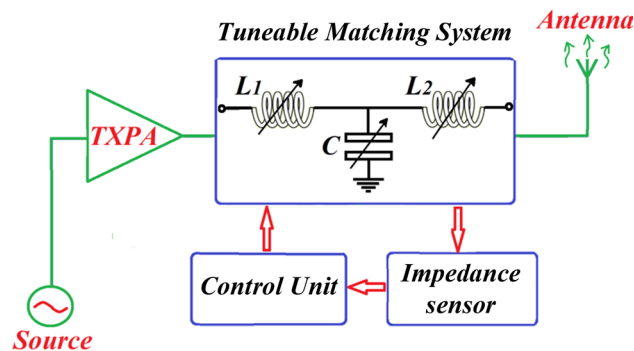 Tuneable Matching System
Antenna
L1
L2
TXPA
C
Control Unit
Impedance
sensor
Source